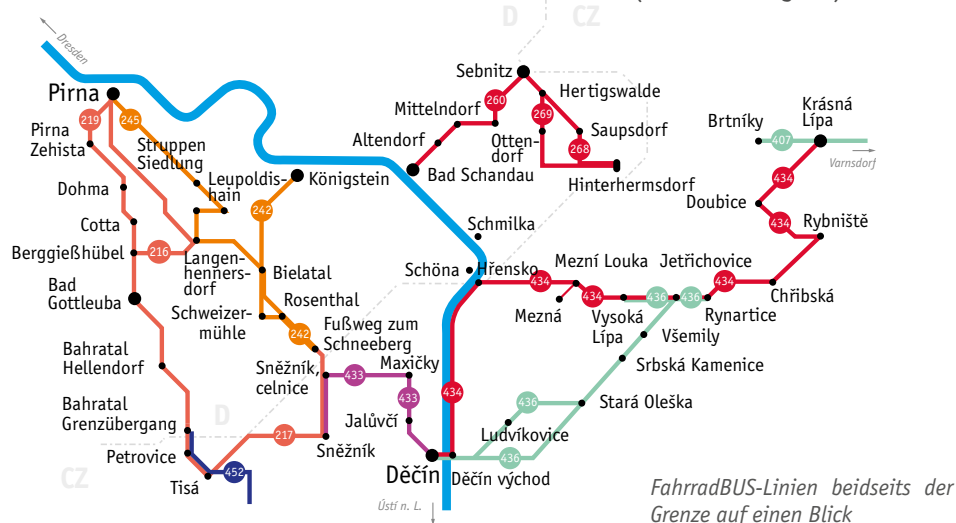 D
CZ
Dresden
Pirna
219
245
Pirna
Zehista
Struppen
Siedlung
Leupoldis-
hain
Königstein
Dohma
242
Cotta
Berggießhübel
216
Langen-
henners-
dorf
Bielatal
Bad
Gottleuba
Schweizer-
mühle
Rosenthal
242
Fußweg zum
Schneeberg
Bahratal
Hellendorf
Sněžník,
celnice
433
Maxičky
433
Jalůvčí
Bahratal
Grenzübergang
D
217
Sněžník
Petrovice
CZ
Tisá
452
Děčín
Děčín východ
Ústí n. L.
Sebnitz
Hertigswalde
260
269
Mittelndorf
Altendorf
Otten-
dorf
Saupsdorf
268
Bad Schandau
Hinterhermsdorf
Brtníky
407
Krásná
Lípa
Varnsdorf
434
Doubice
434
Rybniště
Schmilka
Schöna
Hřensko
434
Mezní Louka
Jetřichovice
Mezná
434
436
436
434
Chřibská
Vysoká
Lípa
Rynartice
Všemily
Srbská Kamenice
434
436
Stará Oleška
Ludvíkovice
436
FahrradBUS-Linien beidseits der
Grenze auf einen Blick